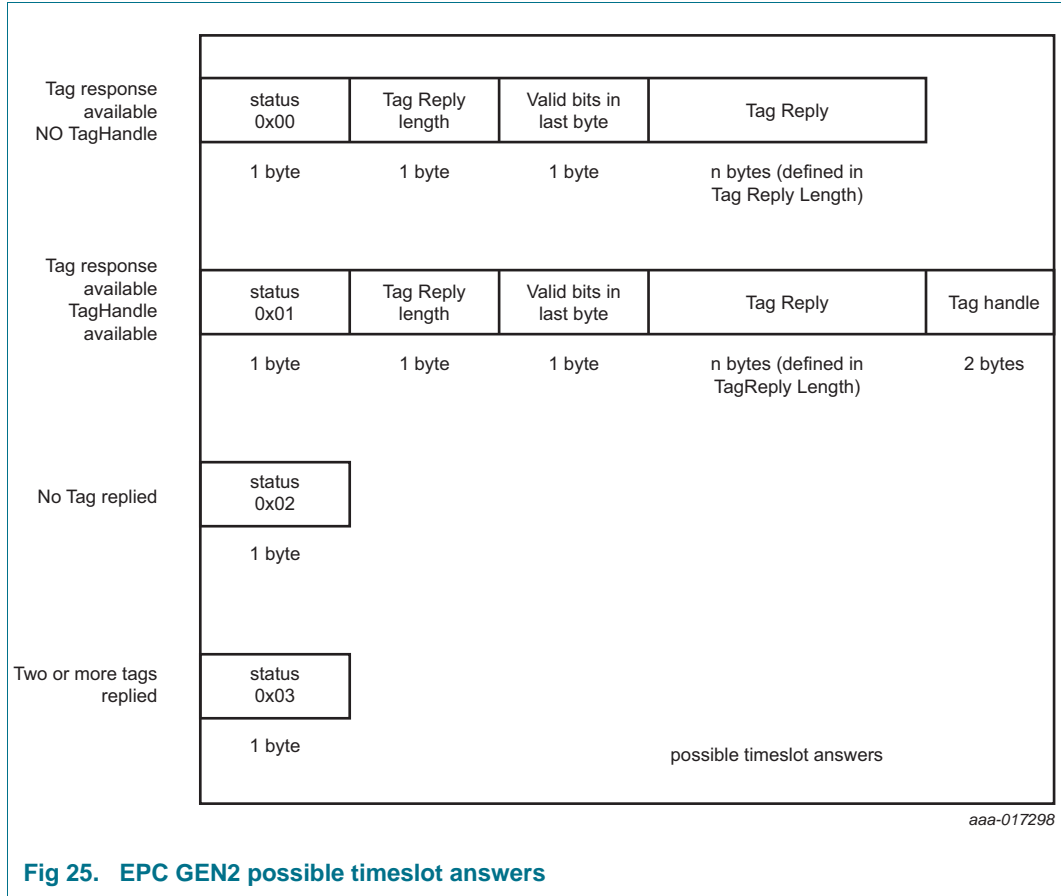 Tag response
available
NO TagHandle
status
0x00
Tag Reply
length
Valid bits in
last byte
Tag Reply
1 byte
1 byte
1 byte
n bytes (defined in
Tag Reply Length)
Tag response
available
TagHandle
available
status
0x01
Tag Reply
length
Valid bits in
last byte
Tag Reply
Tag handle
1 byte
1 byte
1 byte
n bytes (defined in
TagReply Length)
2 bytes
No Tag replied
status
0x02
1 byte
Two or more tags
replied
status
0x03
1 byte
possible timeslot answers
aaa-017298
Fig 25. EPC GEN2 possible timeslot answers